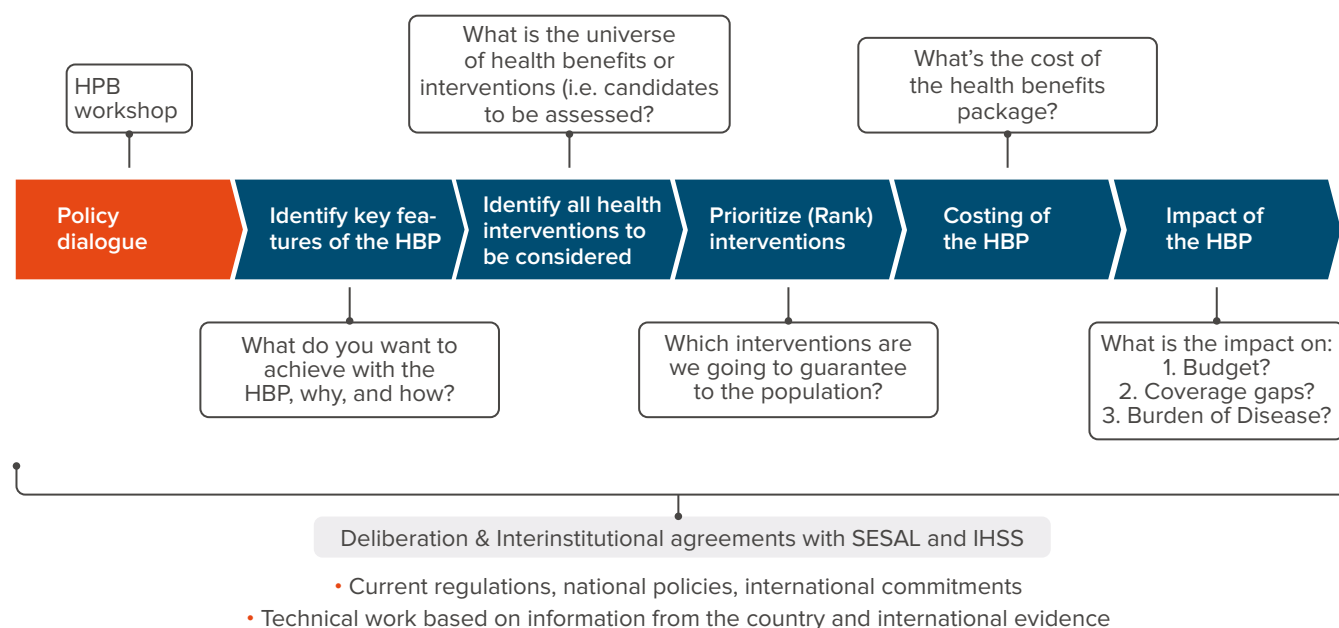 HPB
workshop
What is the universe
of health benefits or
interventions (i.e. candidates
to be assessed?
What's the cost of
the health benefits
package?
Policy
dialogue
Identify key fea-
tures of the HBP
Identify all health
interventions to
be considered
Prioritize (Rank)
interventions
Costing of
the HBP
Impact of
the HBP
What do you want to
achieve with the
HBP, why, and how?
Which interventions are
we going to guarantee
to the population?
What is the impact on:
1. Budget?
2. Coverage gaps?
3. Burden of Disease?
Deliberation & Interinstitutional agreements with SESAL and IHSS
• Current regulations, national policies, international commitments
• Technical work based on information from the country and international evidence